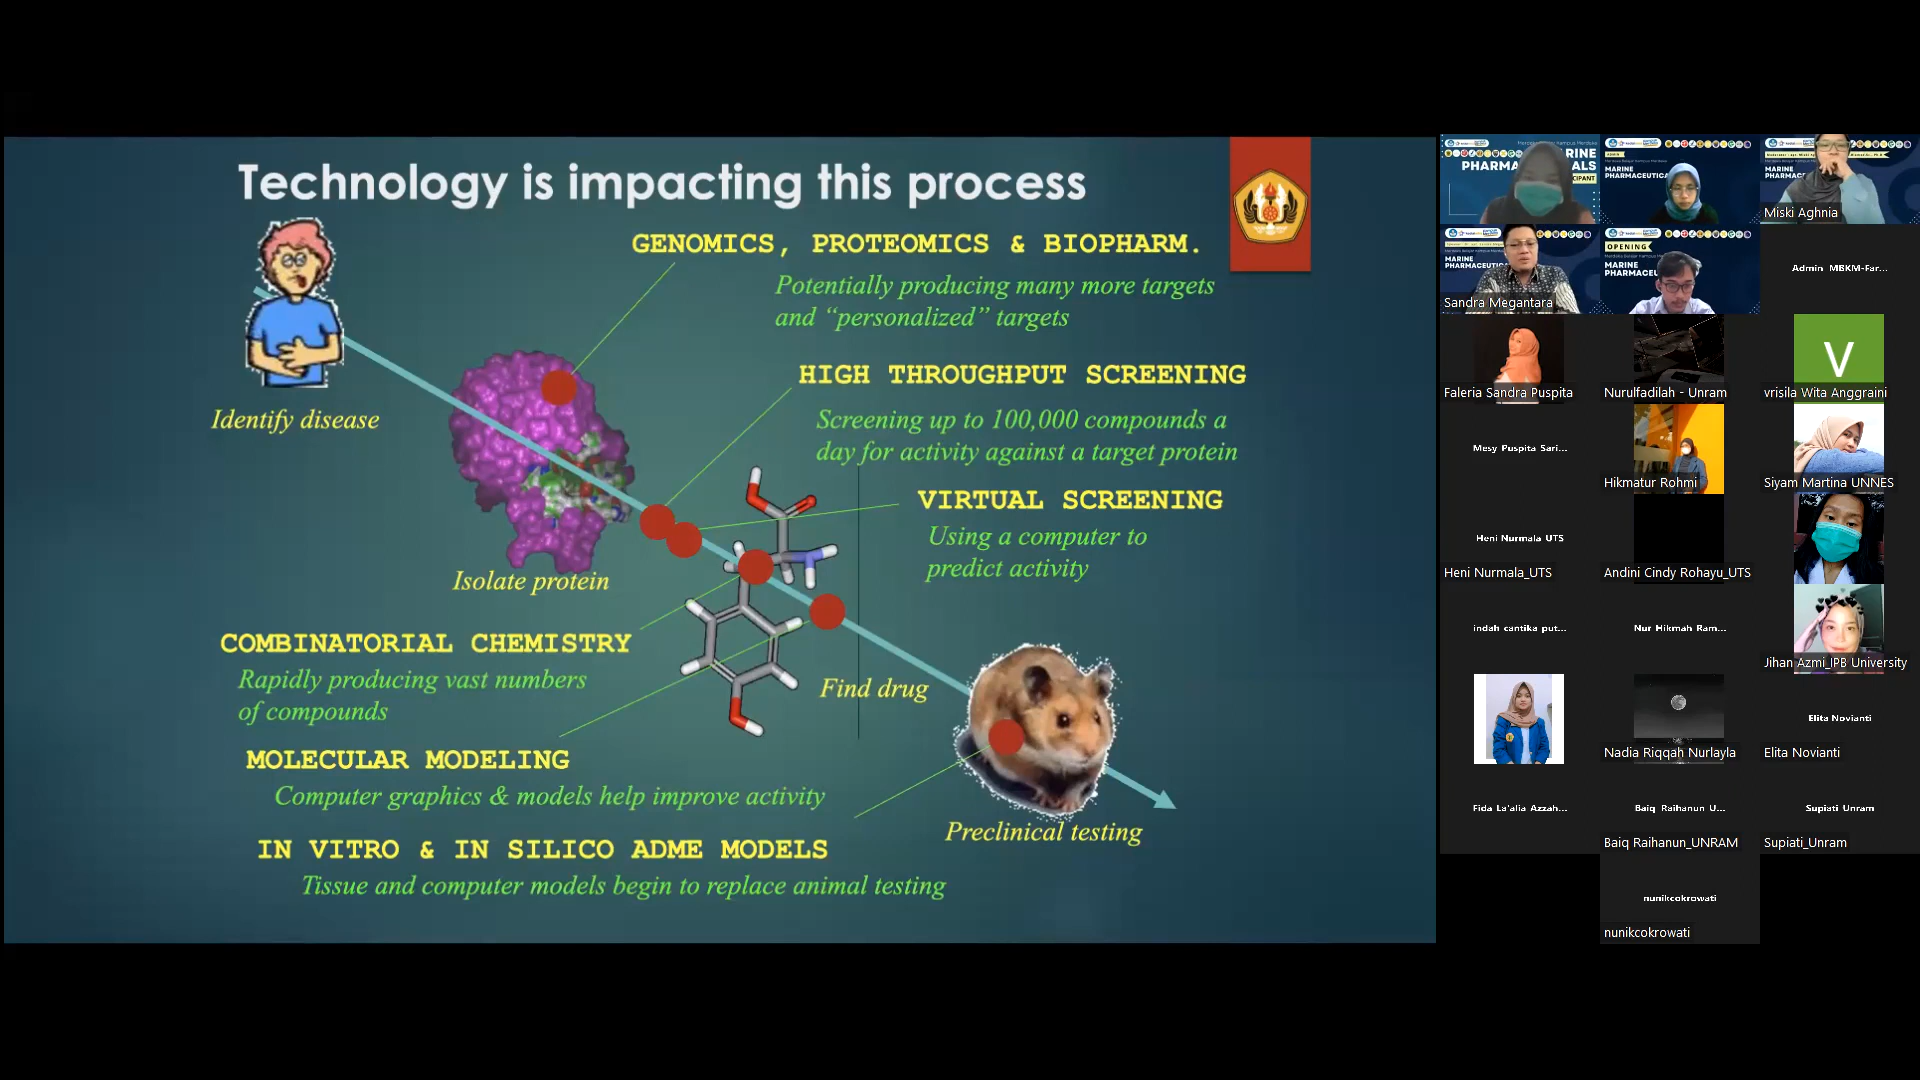 Technology is impacting this process
GENOMICS, PROTEOMICS & BIOPHARM.
Potentially producing many more targets
and “personalized” targets
Identify disease
HIGH THROUGHPUT SCREENING
Screening up to 100,000 compounds a
day for activity against a target protein
VIRTUAL SCREENING
Using a computer to
predict activity
Isolate protein
COMBINATORIAL CHEMISTRY
Rapidly producing vast numbers
of compounds
Find drug
MOLECULAR MODELING
Computer graphics & models help improve activity
Preclinical testing
IN VITRO & IN SILICO ADME MODELS
Tissue and computer models begin to replace animal testing
MARINE
PHARMACEUTICA
Miski Aghnia
Sandra Megantara
OPENING
MARINE
Admin MBKM-Far...
Faleria Sandra Puspita
Nurulfadilah - Unram
V
vrisila Wita Anggraini
Mesy Puspita Sari...
Hikmatur Rohmi
Siyam Martina UNNES
Heni Nurmala UTS
Heni Nurmala_UTS
Andini Cindy Rohayu_UTS
indah cantika put...
Nur Hikmah Ram...
Jihan Azmi_IPB University
Nadia Riqqah Nurlayla
Elita Novianti
Elita Novianti
Fida La'alia Azzah...
Baiq Raihanun U...
Baiq Raihanun_UNRAM
Supiati Unram
Supiati_Unram
nunikcokrowati
nunikcokrowati